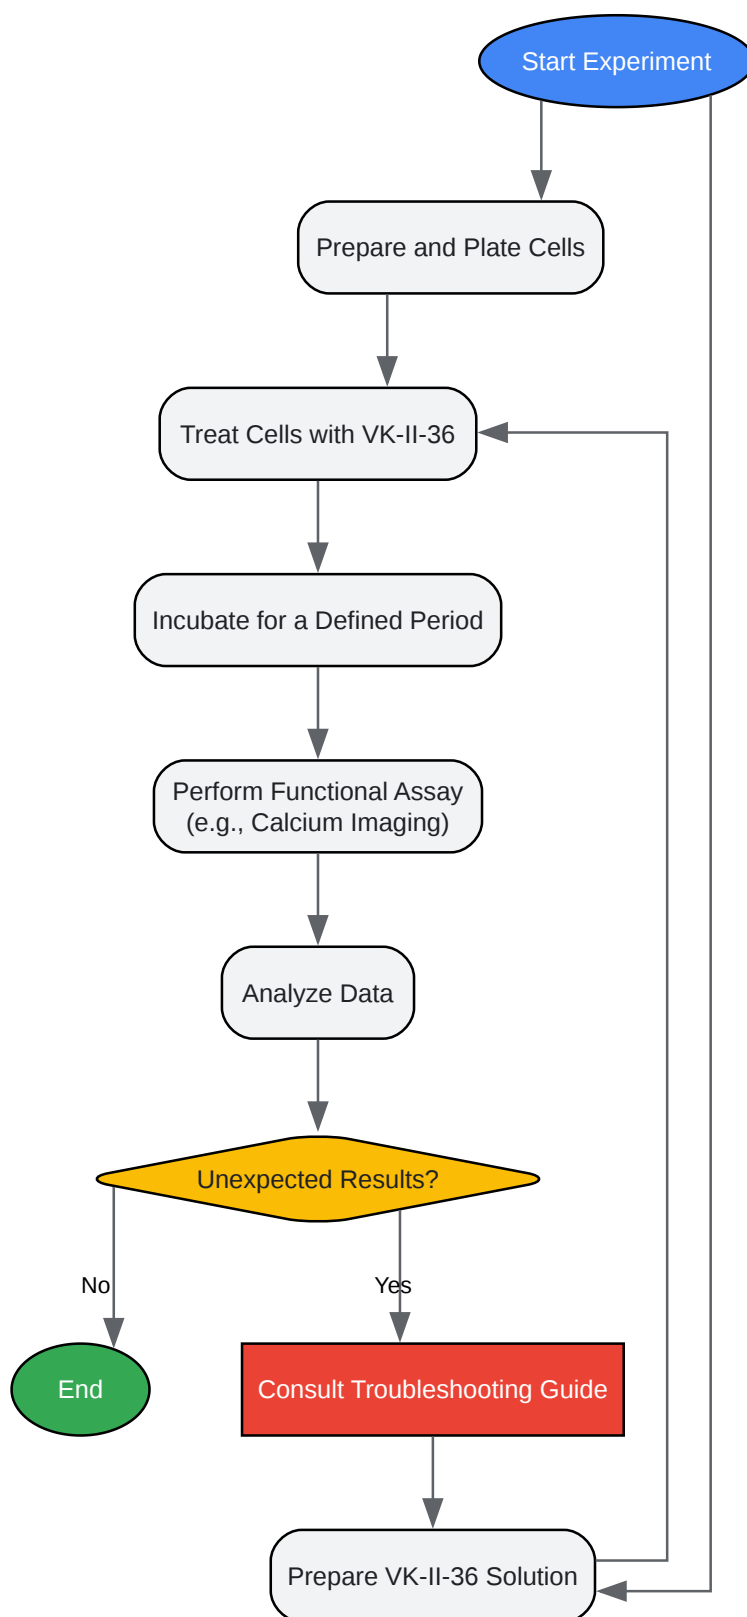 Start Experiment
Prepare and Plate Cells
Treat Cells with VK-II-36
Incubate for a Defined Period
Perform Functional Assay
(e.g., Calcium Imaging)
Analyze Data
Unexpected Results?
No
Yes
End
Consult Troubleshooting Guide
Prepare VK-II-36 Solution